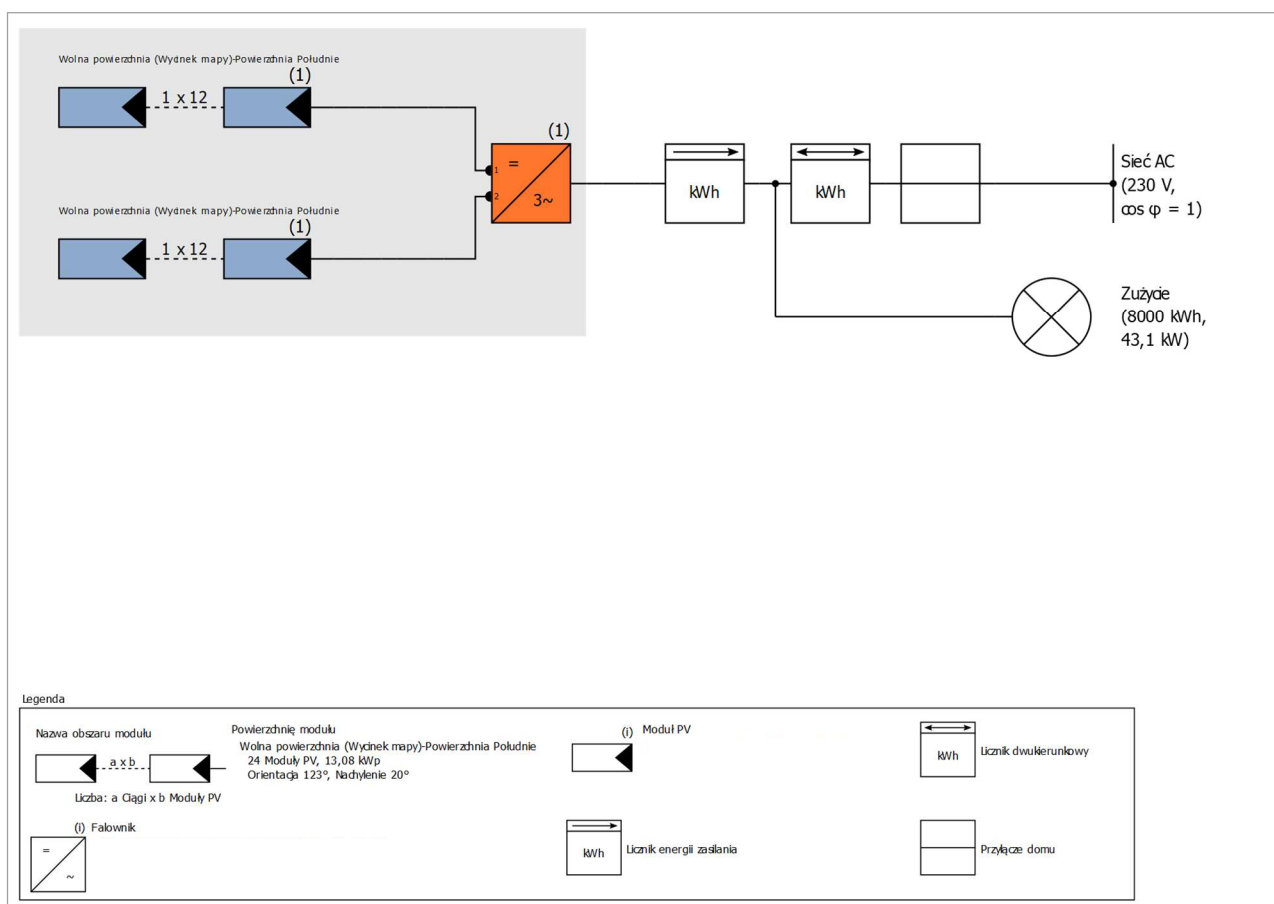 Wolna powierzchnia (Wycinek mapy)-Powierzchnia Południe
(1)
1 x 12
(1)
1
=
2
3~
Wolna powierzchnia (Wycinek mapy)-Powierzchnia Południe
(1)
1 x 12
kWh
kWh
Sieć AC
(230 V,
cos φ = 1)
Zużycie
(8000 kWh,
43,1 kW)
Legenda
Nazwa obszaru modułu
a x b
Liczba: a Ciągi x b Moduły PV
Powierzchnię modułu
Wolna powierzchnia (Wycinek mapy)-Powierzchnia Południe
24 Moduły PV, 13,08 kWp
Orientacja 123°, Nachylenie 20°
(i) Moduł PV
kWh
Licznik dwukierunkowy
(i) Falownik
=
~
kWh
Licznik energii zasilania
Przyłącze domu